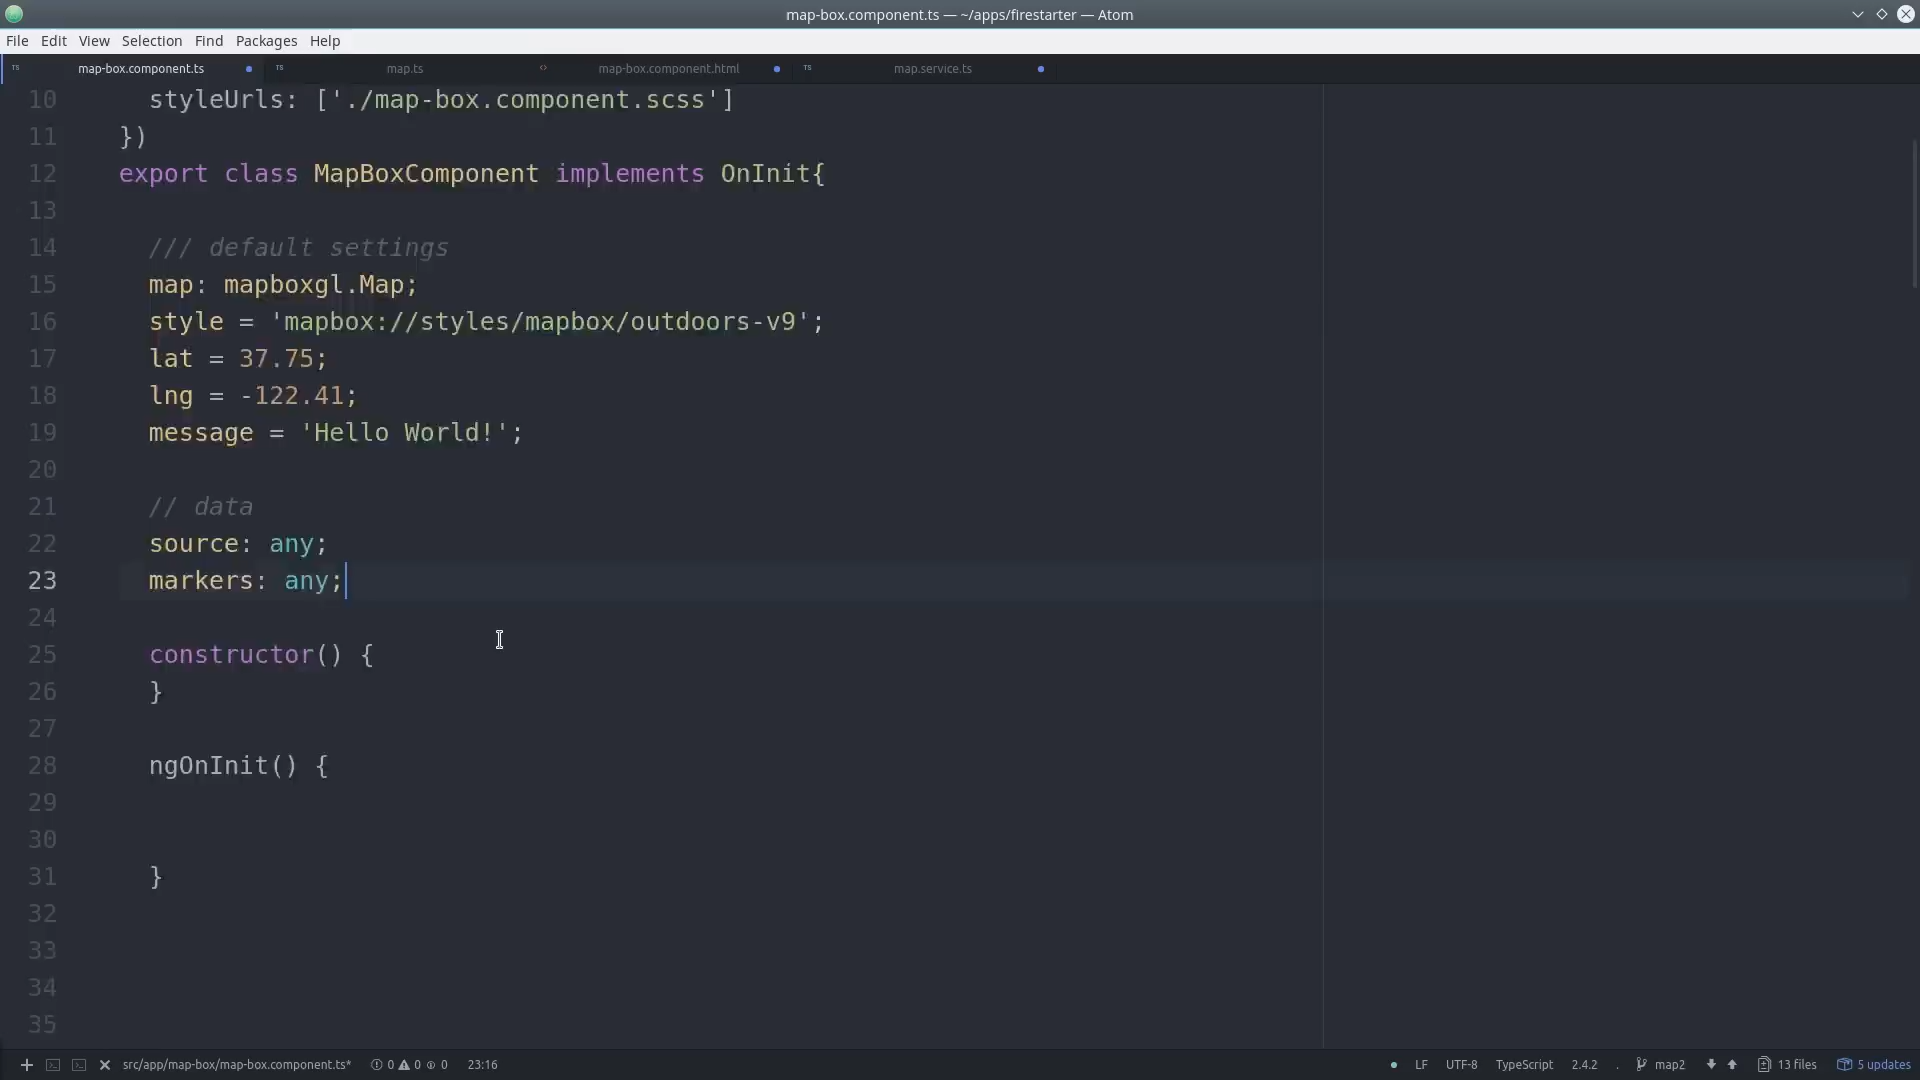 map-box.component.ts — ~/apps/firestarter — Atom
File Edit View Selection Find Packages Help
TS map-box.component.ts TS map.ts <> map-box.component.html TS map.service.ts
10 styleUrls: ['./map-box.component.scss']
11 })
12 export class MapBoxComponent implements OnInit{
13
14 /// default settings
15 map: mapboxgl.Map;
16 style = 'mapbox://styles/mapbox/outdoors-v9';
17 lat = 37.75;
18 lng = -122.41;
19 message = 'Hello World!';
20
21 // data
22 source: any;
23 markers: any;
24
25 constructor() {
26 }
27
28 ngOnInit() {
29
30
31 }
32
33
34
35
src/app/map-box/map-box.component.ts* 0 0 0 23:16 LF UTF-8 TypeScript 2.4.2 . map2 13 files 5 updates